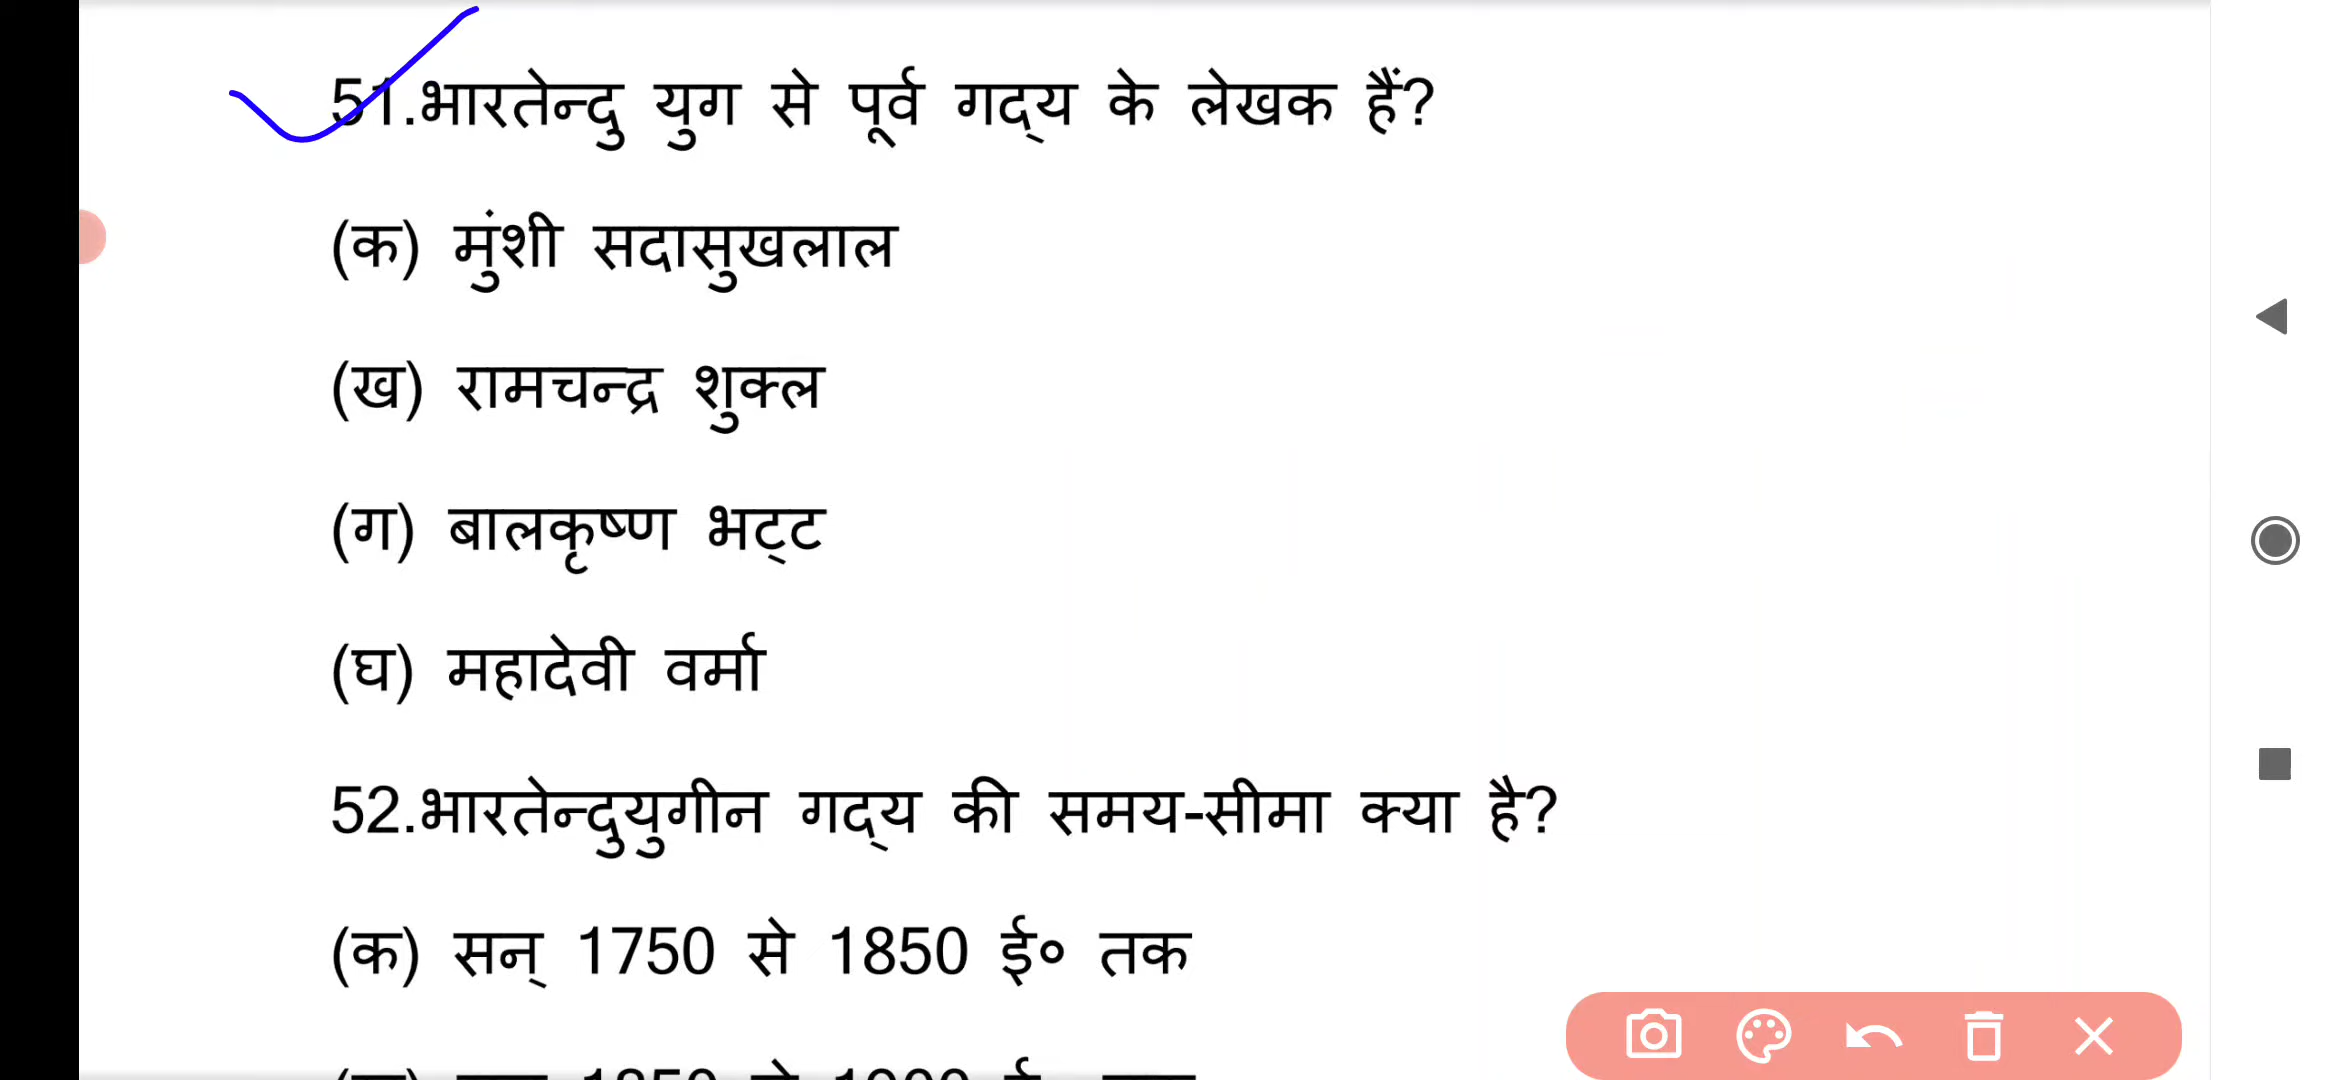 51.भारतेन्दु युग से पूर्व गद्य के लेखक हैं?
(क) मुंशी सदासुखलाल
(ख) रामचन्द्र शुक्ल
(ग) बालकृष्ण भट्ट
(घ) महादेवी वर्मा
52.भारतेन्दुयुगीन गद्य की समय-सीमा क्या है?
(क) सन् 1750 से 1850 ई० तक